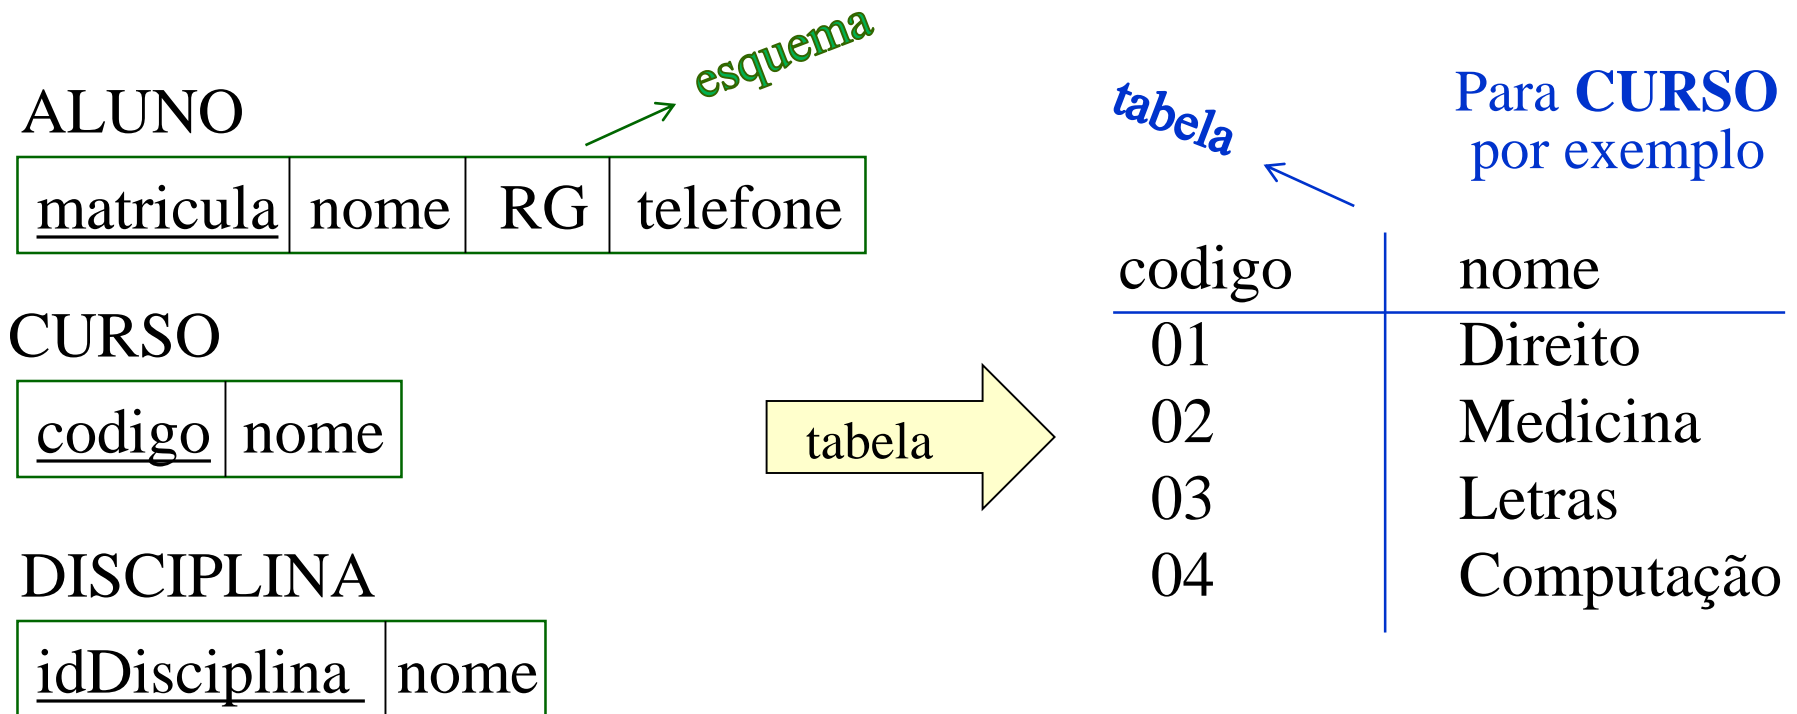 esquema
ALUNO
matricula nome RG telefone
CURSO
codigo nome
DISCIPLINA
idDisciplina nome
tabela
tabela
Para CURSO
por exemplo
codigo nome
01 Direito
02 Medicina
03 Letras
04 Computação